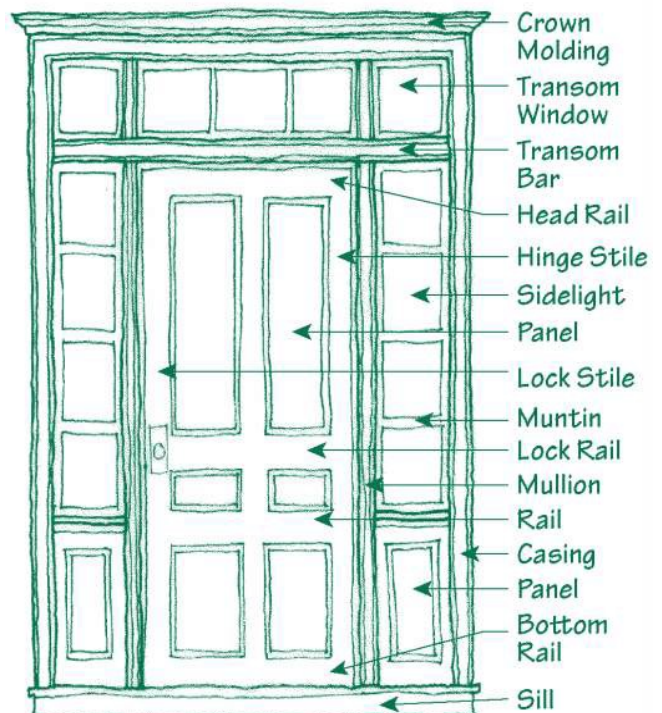 Crown
Molding
Transom
Window
Transom
Bar
Head Rail
Hinge Stile
Sidelight
Panel
Lock Stile
Muntin
Lock Rail
Mullion
Rail
Casing
Panel
Bottom
Rail
Sill